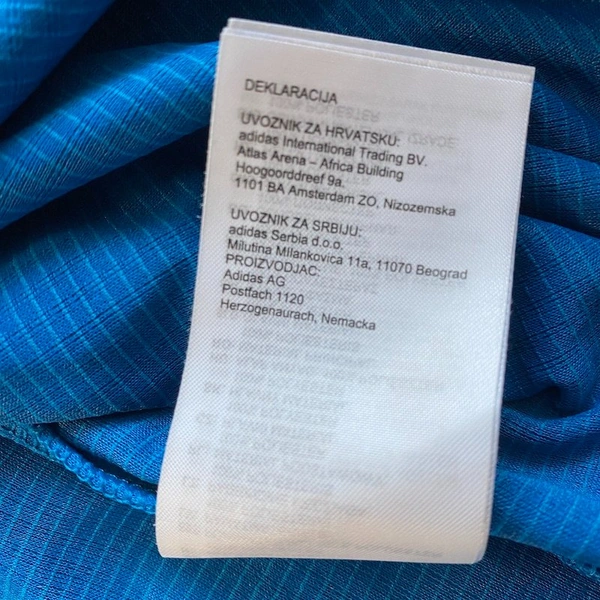 DEKLARACIJA
UVOZNIK ZA HRVATSKU:
adidas International Trading BV.
Atlas Arena – Africa Building
Hoogoorddreef 9a.
1101 BA Amsterdam ZO, Nizozemska
UVOZNIK ZA SRBIJU:
adidas Serbia d.o.o.
Milutina Milankovica 11a, 11070 Beograd
PROIZVODJAC:
Adidas AG
Postfach 1120
Herzogenaurach, Nemacka